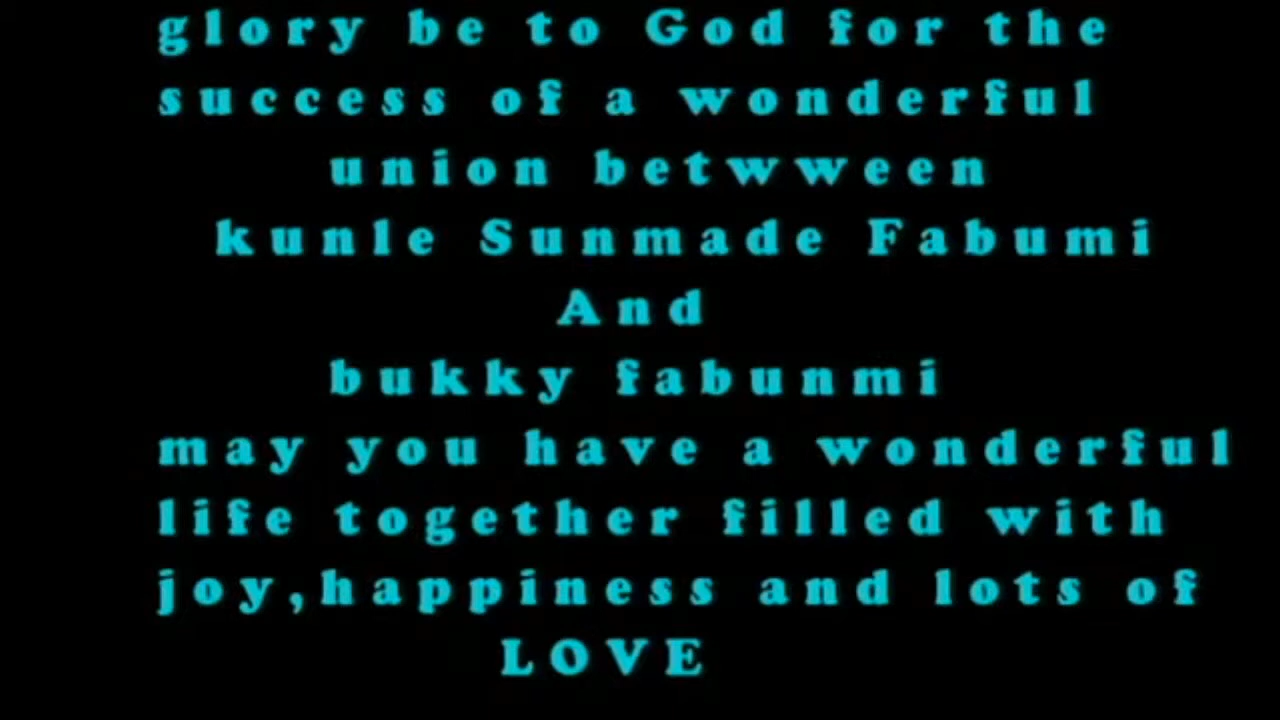 glory be to God for the
success of a wonderful
union betwween
kunle Sunmade Fabumi
And
bukky fabunmi
may you have a wonderful
life together filled with
joy,happiness and lots of
LOVE